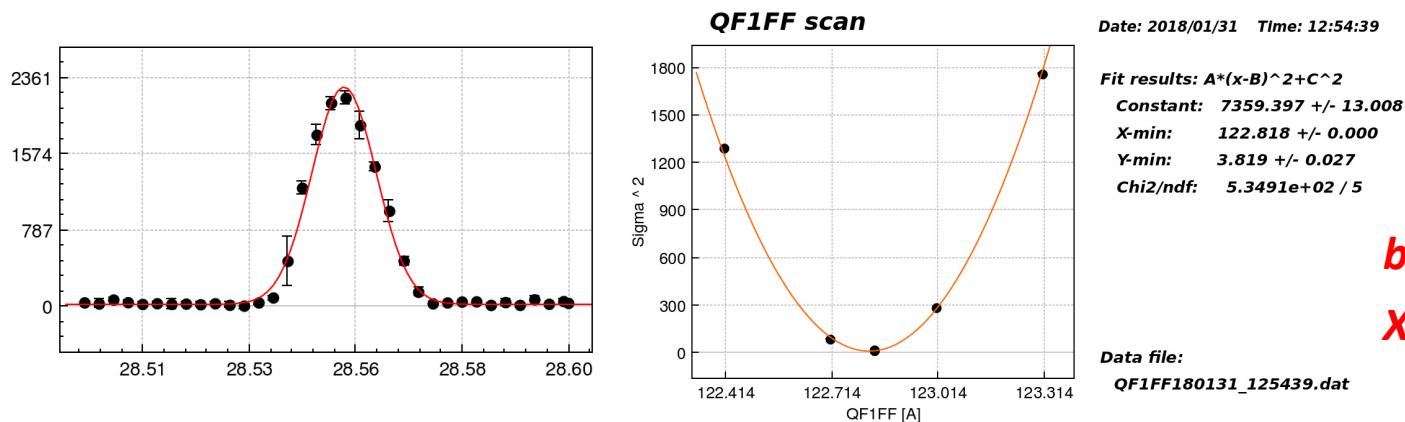 QF1FF scan
Date: 2018/01/31 Time: 12:54:39
2361
1574
787
0
28.51 28.53 28.56 28.58 28.60
1800
1500
1200
900
600
300
0
Sigma ^ 2
122.414 122.714 123.014 123.314
QF1FF [A]
Fit results: A*(x-B)^2+C^2
Constant: 7359.397 +/- 13.008
X-min: 122.818 +/- 0.000
Y-min: 3.819 +/- 0.027
Chi2/ndf: 5.3491e+02 / 5
b
X
Data file:
QF1FF180131_125439.dat